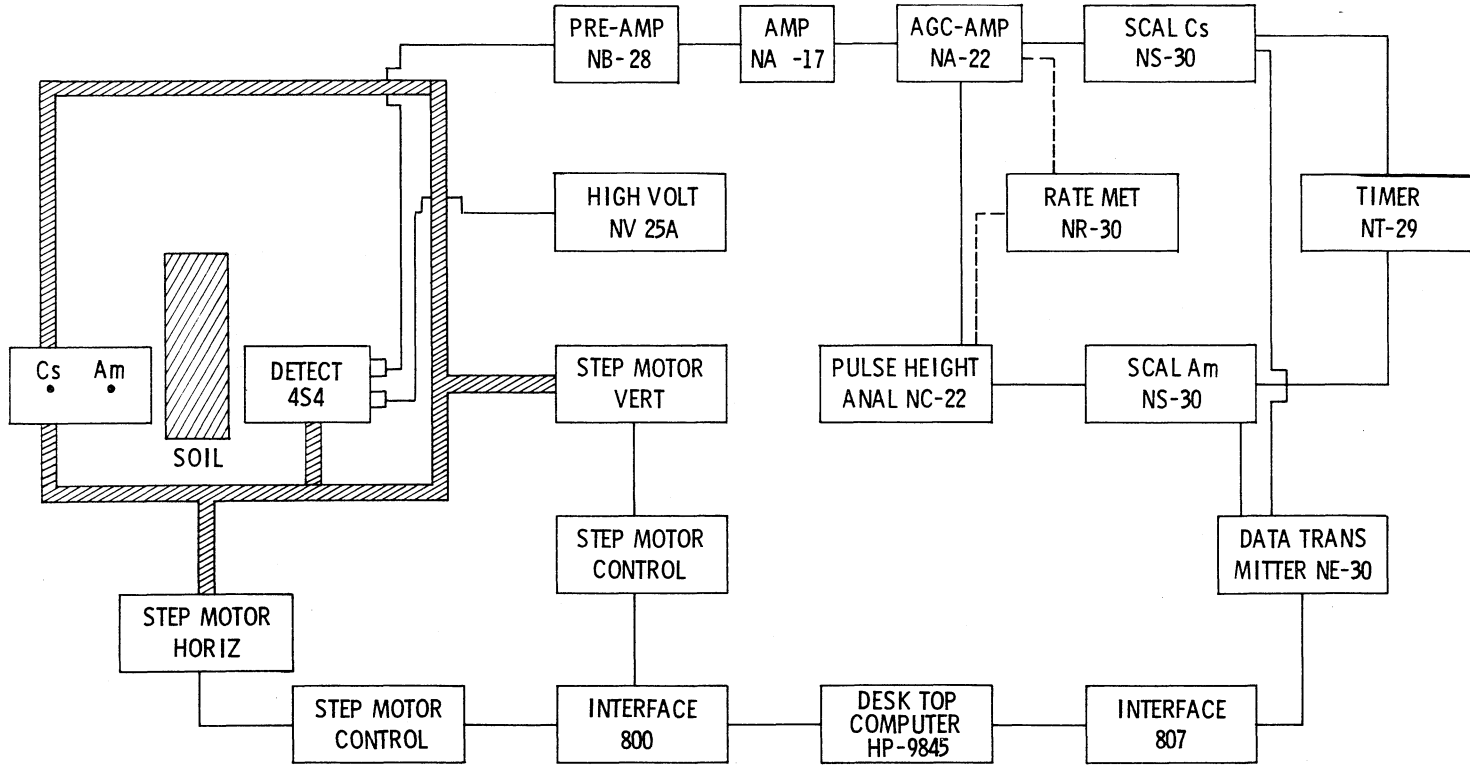 PRE-AMP
NB-28
AMP
NA -17
AGC-AMP
NA-22
SCAL Cs
NS-30
HIGH VOLT
NV 25A
RATE MET
NR-30
TIMER
NT-29
Cs Am
SOIL
DETECT
4S4
STEP MOTOR
VERT
PULSE HEIGHT
ANAL NC-22
SCAL Am
NS-30
STEP MOTOR
CONTROL
DATA TRANS
MITTER NE-30
STEP MOTOR
HORIZ
STEP MOTOR
CONTROL
INTERFACE
800
DESK TOP
COMPUTER
HP-9845
INTERFACE
807